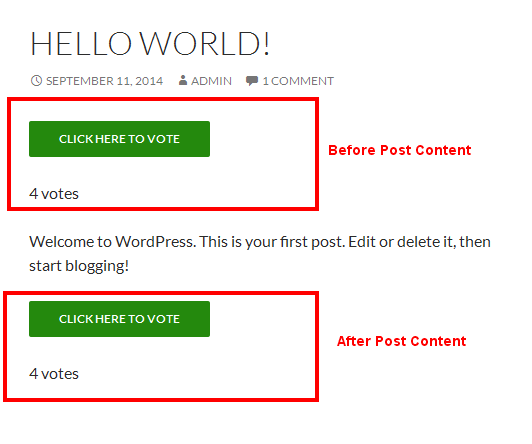 HELLO WORLD!
SEPTEMBER 11, 2014 ADMIN 1 COMMENT
CLICK HERE TO VOTE
Before Post Content
4 votes
Welcome to WordPress. This is your first post. Edit or delete it, then
start blogging!
CLICK HERE TO VOTE
After Post Content
4 votes